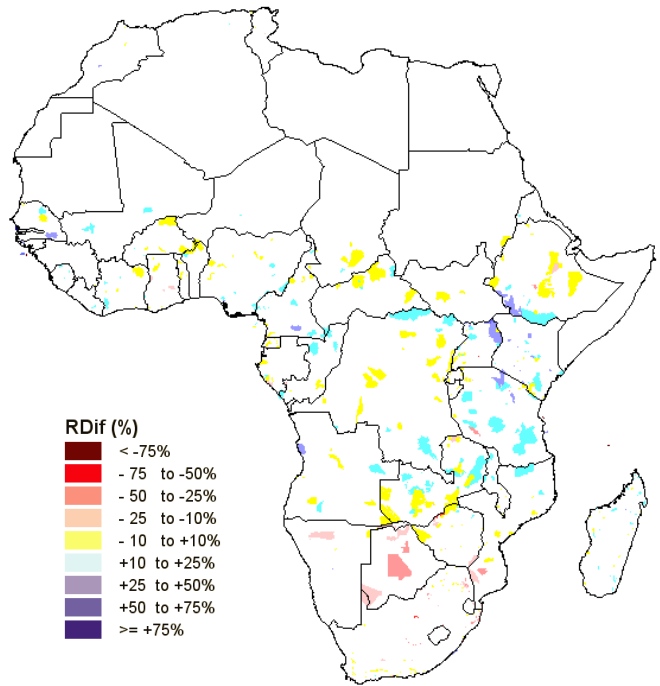 RDif (%)
< -75%
- 75 to -50%
- 50 to -25%
- 25 to -10%
- 10 to +10%
+10 to +25%
+25 to +50%
+50 to +75%
>= +75%